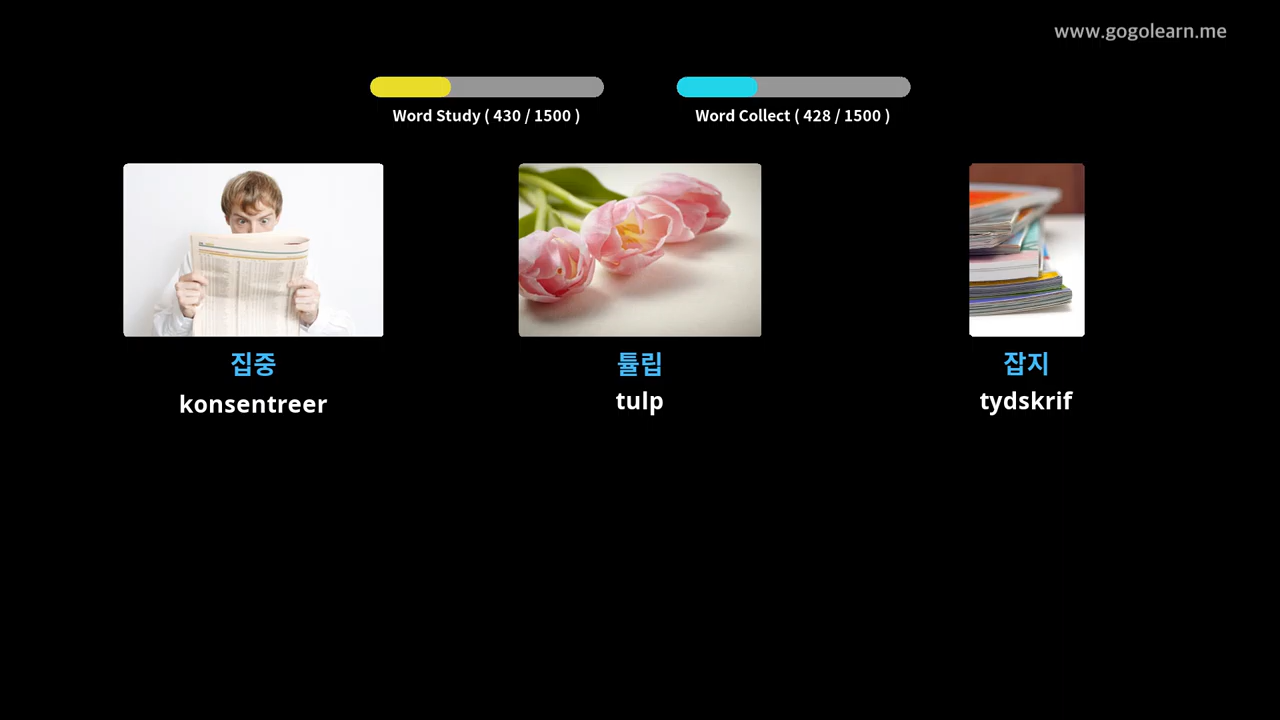 www.gogolearn.me
Word Study ( 430 / 1500 )
Word Collect ( 428 / 1500 )
집중
konsentreer
튤립
tulp
잡지
tydskrif